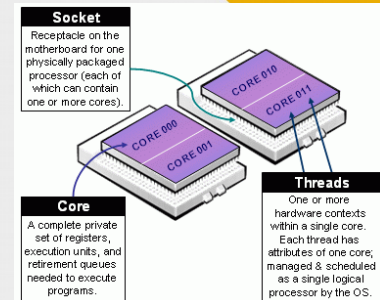 Socket
Receptacle on the
motherboard for one
physically packaged
processor (each of
which can contain
one or more cores).
CORE 010
CORE 011
CORE 000
CORE 001
Core
A complete private
set of registers,
execution units, and
retirement queues
needed to execute
programs.
Threads
One or more
hardware contexts
within a single core.
Each thread has
attributes of one core;
managed & scheduled
as a single logical
processor by the OS.